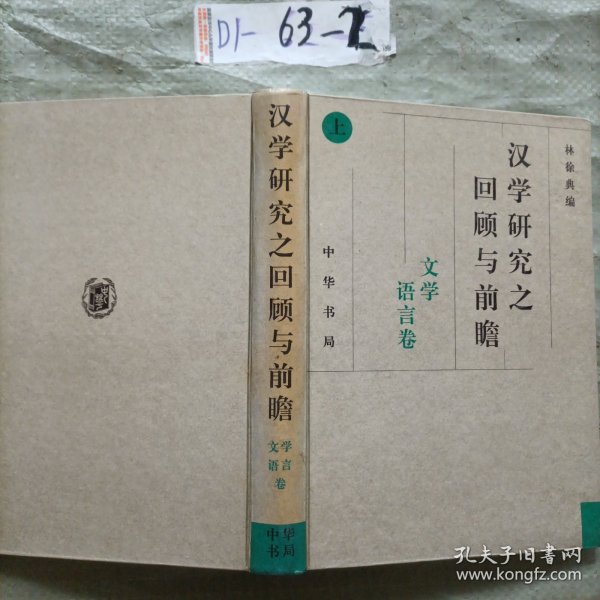 D1-63-2
上
林徐典编
汉学研究之
回顾与前瞻
文学
语言卷
中华书局
汉学研究之回顾与前瞻
文学
语言
卷
中华
书局
孔夫子旧书网
www.kongfz.com